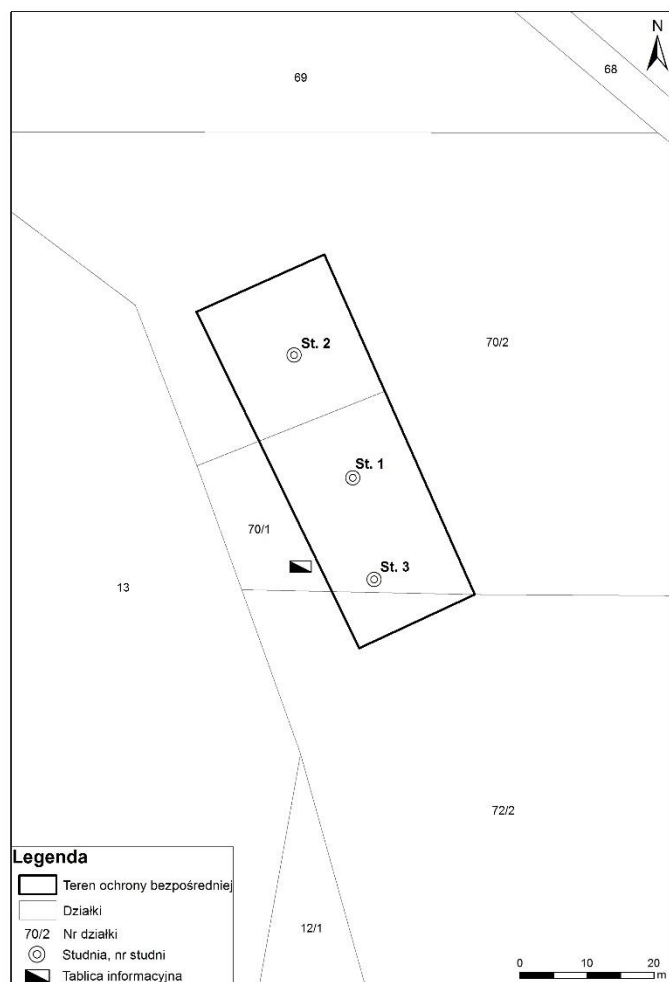 N
69
68
St. 2
70/2
St. 1
70/1
St. 3
13
72/2
12/1
Legenda
Teren ochrony bezpośredniej
Działki
70/2 Nr działki
Studnia, nr studni
Tablica informacyjna
0 10 20
m